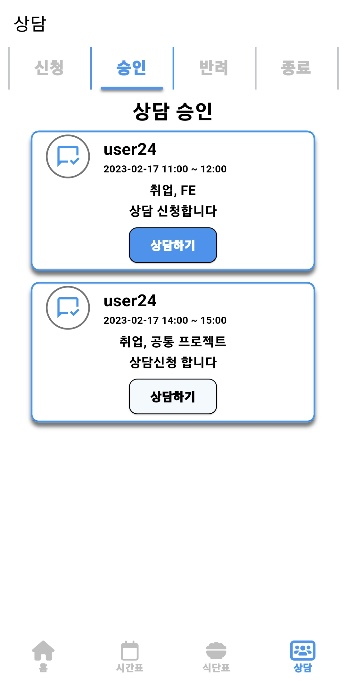 상담
신청 승인 반려 종료
상담 승인
user24
2023-02-17 11:00 ~ 12:00
취업, FE
상담 신청합니다
상담하기
user24
2023-02-17 14:00 ~ 15:00
취업, 공통 프로젝트
상담신청 합니다
상담하기
홈 시간표 식단표 상담